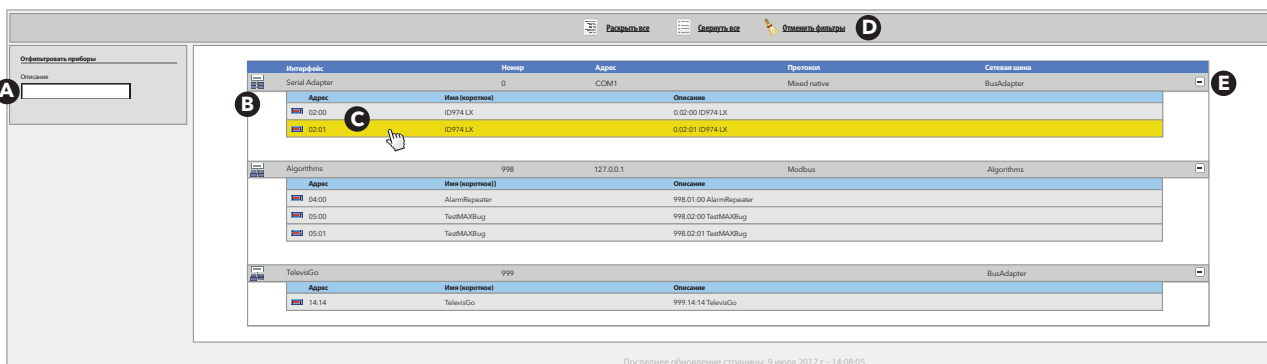 Раскрыть все Свернуть все Отменить фильтры D
Отфильтровать приборы
Описание
A
Интерфейс Номер Адрес Протокол Сетевая шина
Serial Adapter 0 COM1 Mixed native BusAdapter E
B Адрес Имя (короткое) Описание
02:00 C ID974 LX 0.02:00 ID974 LX
02:01 ID974 LX 0.02:01 ID974 LX
Algorithms 998 127.0.0.1 Modbus Algorithms
Адрес Имя (короткое)) Описание
04:00 AlarmRepeater 998.01:00 AlarmRepeater
05:00 TestMAXBug 998.02:00 TestMAXBug
05:01 TestMAXBug 998.02:01 TestMAXBug
TelevisGo 999 BusAdapter
Адрес Имя (короткое) Описание
14:14 TelevisGo 999.14:14 TelevisGo
Последнее обновление страницы: 9 июля 2012 г. - 14:08:05